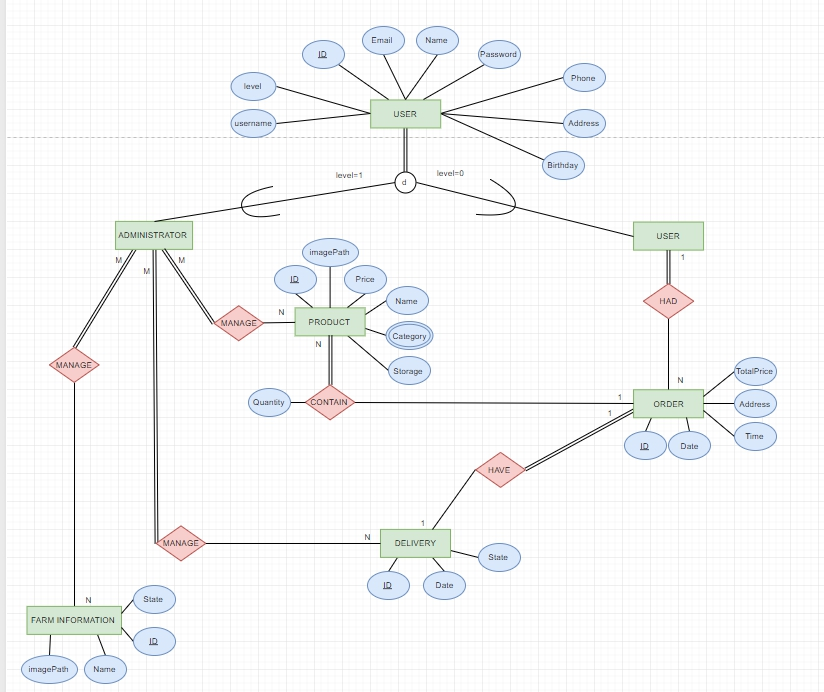 Email
Name
ID
Password
level
Phone
USER
username
Address
Birthday
level=1
level=0
d
ADMINISTRATOR
USER
M
M
M
1
imagePath
ID
Price
HAD
Name
N
MANAGE
PRODUCT
Category
N
MANAGE
Storage
N
TotalPrice
Quantity
CONTAIN
1
ORDER
Address
1
Time
ID
Date
HAVE
1
N
MANAGE
DELIVERY
State
ID
Date
N
State
FARM INFORMATION
ID
imagePath
Name